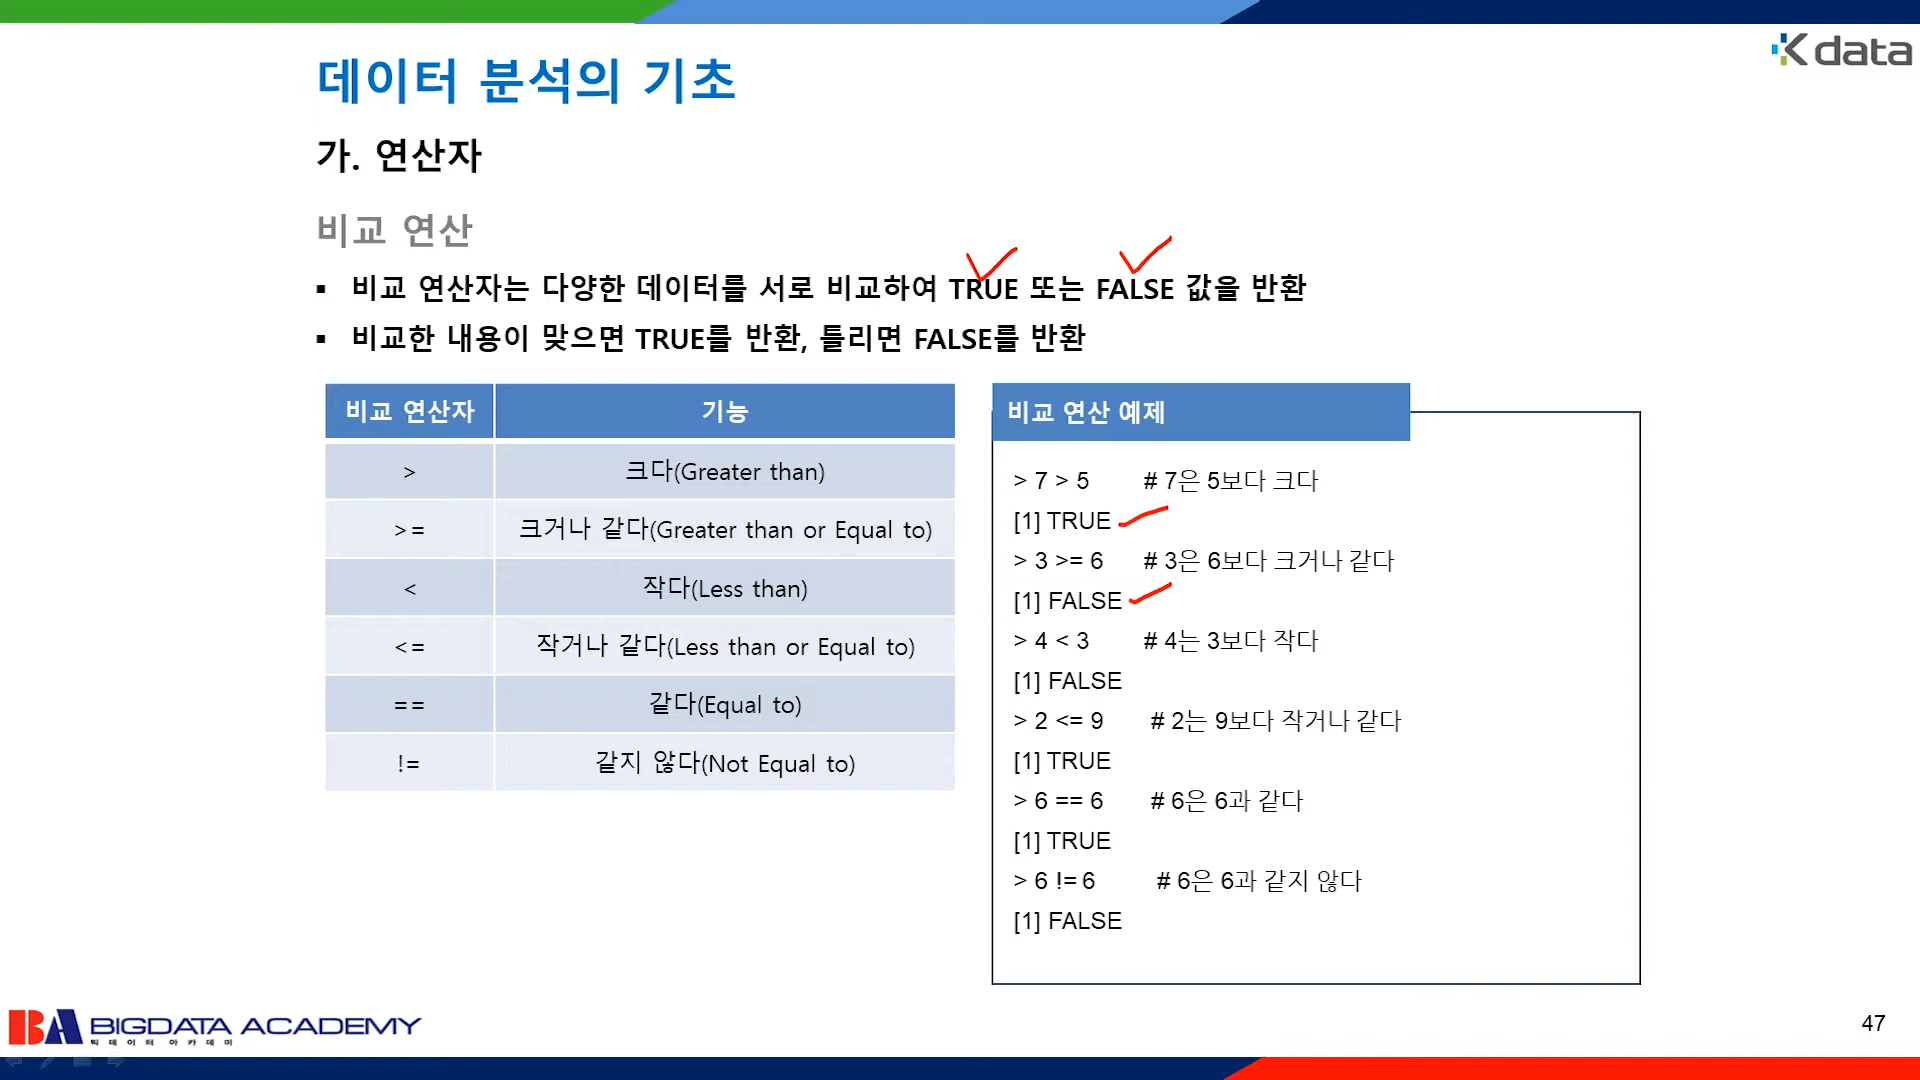 K data
데이터 분석의 기초
가. 연산자
비교 연산
▪ 비교 연산자는 다양한 데이터를 서로 비교하여 TRUE 또는 FALSE 값을 반환
▪ 비교한 내용이 맞으면 TRUE를 반환, 틀리면 FALSE를 반환
비교 연산자 기능
> 크다(Greater than)
>= 크거나 같다(Greater than or Equal to)
< 작다(Less than)
<= 작거나 같다(Less than or Equal to)
== 같다(Equal to)
!= 같지 않다(Not Equal to)
비교 연산 예제
> 7 > 5 # 7은 5보다 크다
[1] TRUE
> 3 >= 6 # 3은 6보다 크거나 같다
[1] FALSE
> 4 < 3 # 4는 3보다 작다
[1] FALSE
> 2 <= 9 # 2는 9보다 작거나 같다
[1] TRUE
> 6 == 6 # 6은 6과 같다
[1] TRUE
> 6 != 6 # 6은 6과 같지 않다
[1] FALSE
BA BIGDATA ACADEMY
빅데이터 아카데미
47